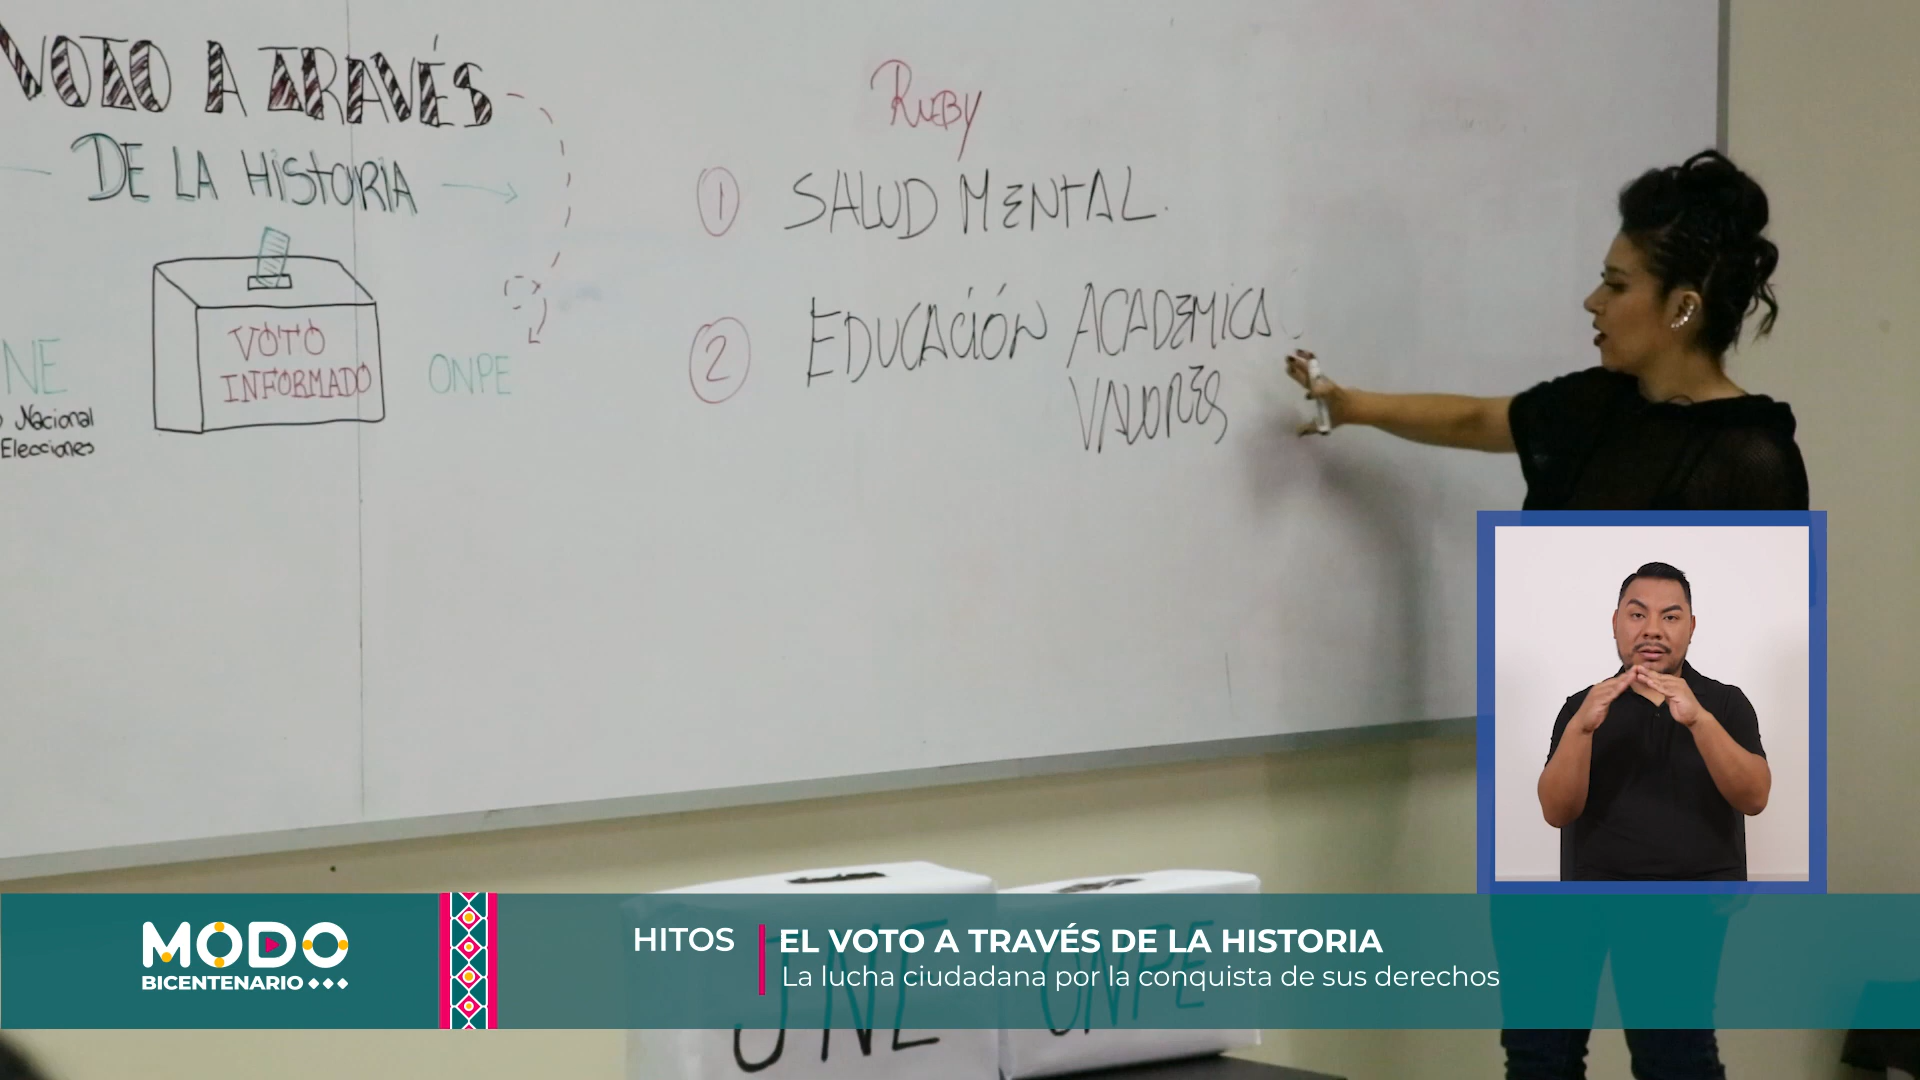 VOTO A TRAVÉS
DE LA HISTORIA
VOTO
INFORMADO
NE
Nacional
Elecciones
ONPE
RUBY
1 SALUD MENTAL.
2 EDUCACIÓN ACADEMICA
VALORES
MODO
BICENTENARIO
HITOS
EL VOTO A TRAVÉS DE LA HISTORIA
La lucha ciudadana por la conquista de sus derechos
JNE
ONPE